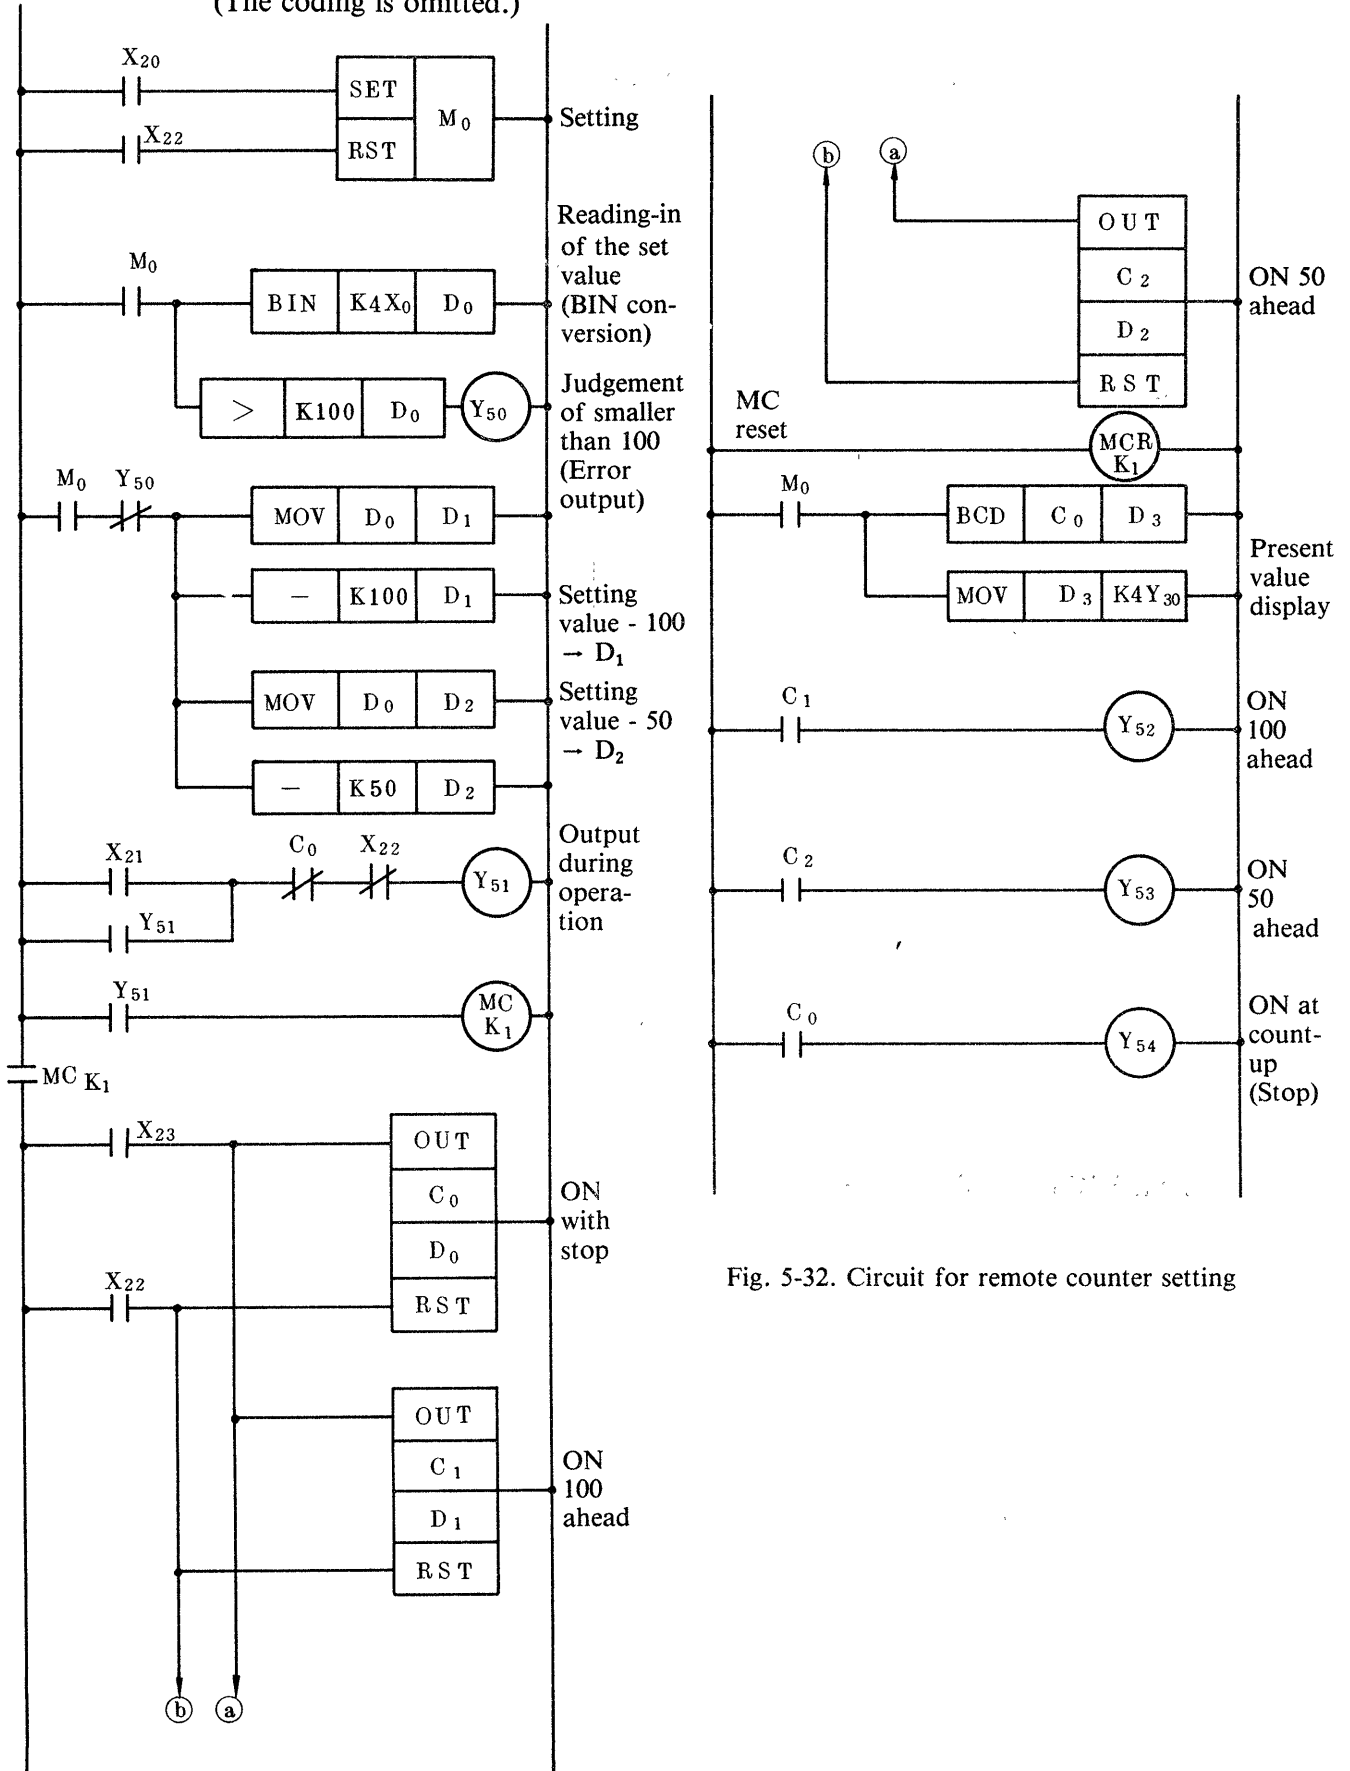 (The coding is omitted.)
X20
SET
M0
Setting
X22
RST
Reading-in
of the set
value
(BIN con-
version)
M0
BIN K4X0 D0
Judgement
of smaller
than 100
(Error
output)
> K100 D0 Y50
M0 Y50
MOV D0 D1
− K100 D1
Setting
value - 100
→ D1
MOV D0 D2
Setting
value - 50
→ D2
− K50 D2
Output
during
opera-
tion
X21 C0 X22
Y51
Y51
Y51
MC
K1
MC K1
X23
OUT
C0
D0
RST
ON
with
stop
X22
OUT
C1
D1
RST
ON
100
ahead
b a
b a
OUT
C2
D2
RST
ON 50
ahead
MC
reset
MCR
K1
M0
BCD C0 D3
MOV D3 K4Y30
Present
value
display
C1
Y52
ON
100
ahead
C2
Y53
ON
50
ahead
C0
Y54
ON at
count-
up
(Stop)
Fig. 5-32. Circuit for remote counter setting